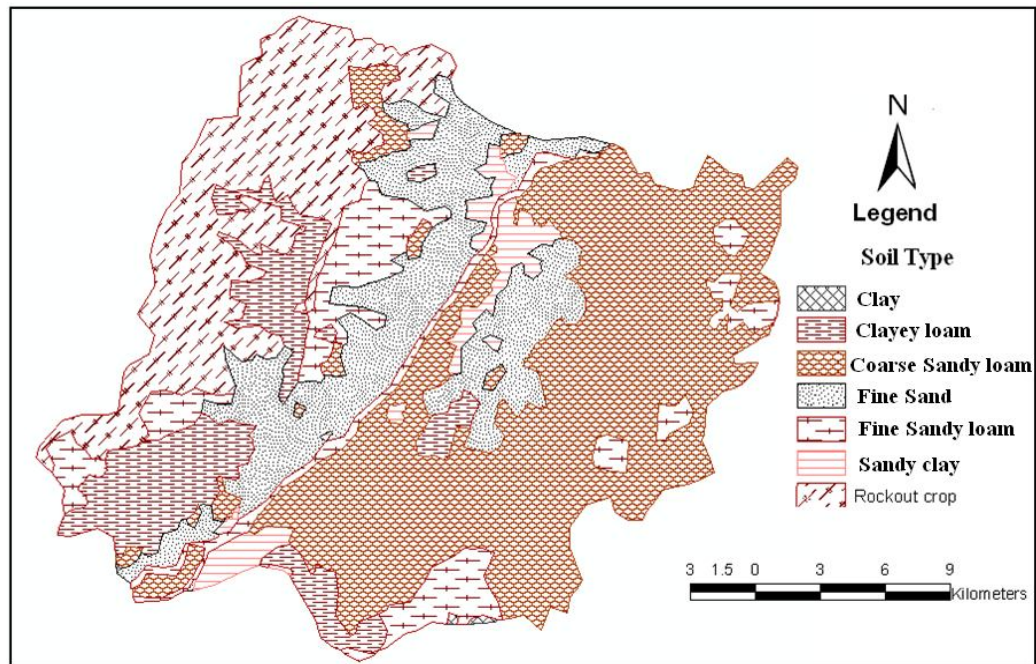 N
Legend
Soil Type
Clay
Clayey loam
Coarse Sandy loam
Fine Sand
Fine Sandy loam
Sandy clay
Rockout crop
3 1.5 0 3 6 9
Kilometers